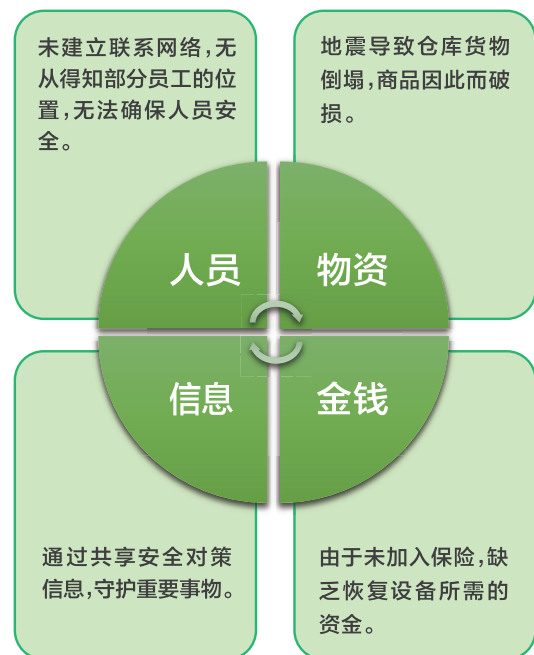 未建立联系网络，无
从得知部分员工的位
置，无法确保人员安
全。
地震导致仓库货物
倒塌，商品因此而破
损。
人员
物资
信息
金钱
通过共享安全对策
信息，守护重要事物。
由于未加入保险，缺
乏恢复设备所需的
资金。